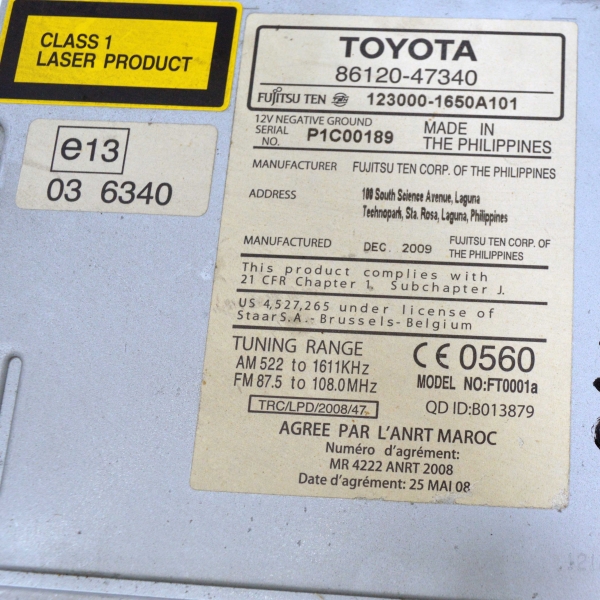 CLASS 1
LASER PRODUCT
e13
03 6340
TOYOTA
86120-47340
FUJITSU TEN 123000-1650A101
12V NEGATIVE GROUND
SERIAL NO. P1C00189
MADE IN
THE PHILIPPINES
MANUFACTURER FUJITSU TEN CORP. OF THE PHILIPPINES
ADDRESS 100 South Science Avenue, Laguna
Technopark, Sta. Rosa, Laguna, Philippines
MANUFACTURED DEC 2009 FUJITSU TEN CORP. OF
THE PHILIPPINES
This product complies with
21 CFR Chapter 1, Subchapter J.
US 4,527,265 under license of
Staar S.A.-Brussels-Belgium
TUNING RANGE
AM 522 to 1611KHz
FM 87.5 to 108.0MHz
CE 0560
MODEL NO:FT0001a
TRC/LPD/2008/47
QD ID:B013879
AGREE PAR L'ANRT MAROC
Numéro d'agrément:
MR 4222 ANRT 2008
Date d'agrément: 25 MAI 08